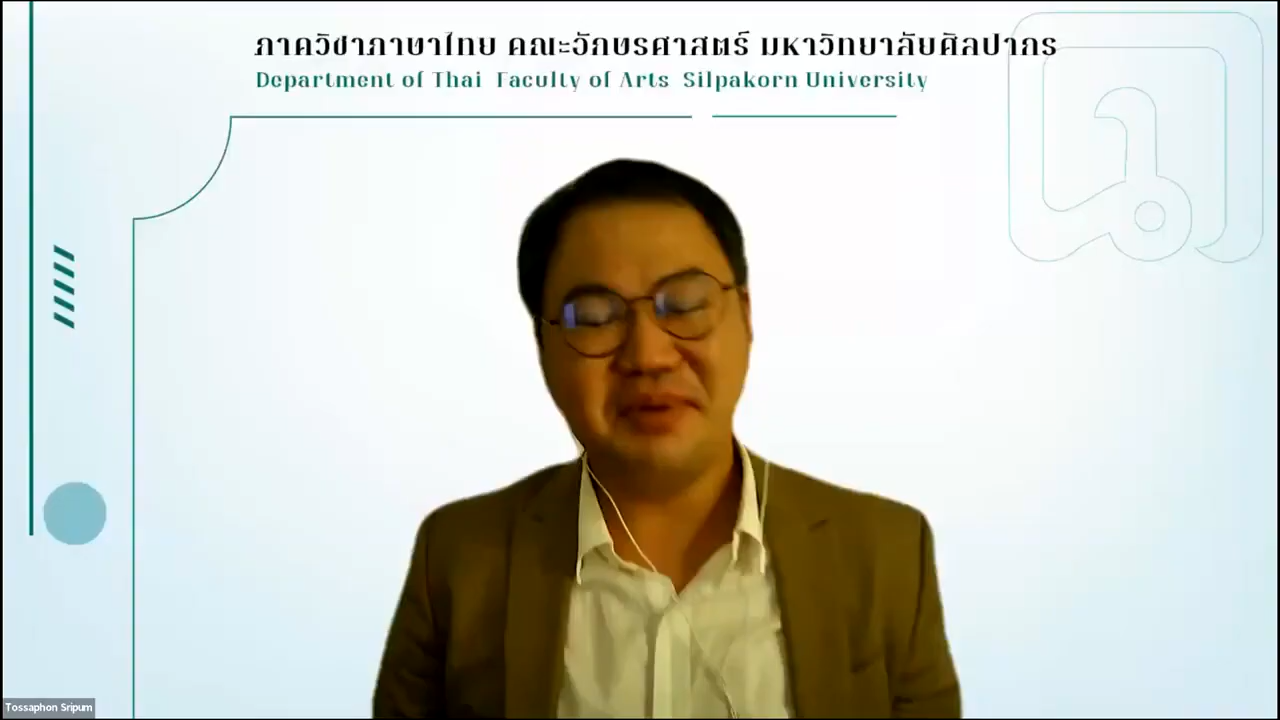 ภาควิชาภาษาไทย คณะอักษรศาสตร์ มหาวิทยาลัยศิลปากร
Department of Thai Faculty of Arts Silpakorn University
Tossaphon Sripum